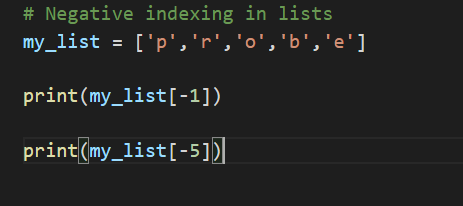 # Negative indexing in lists
my_list = ['p','r','o','b','e']
print(my_list[-1])
print(my_list[-5])